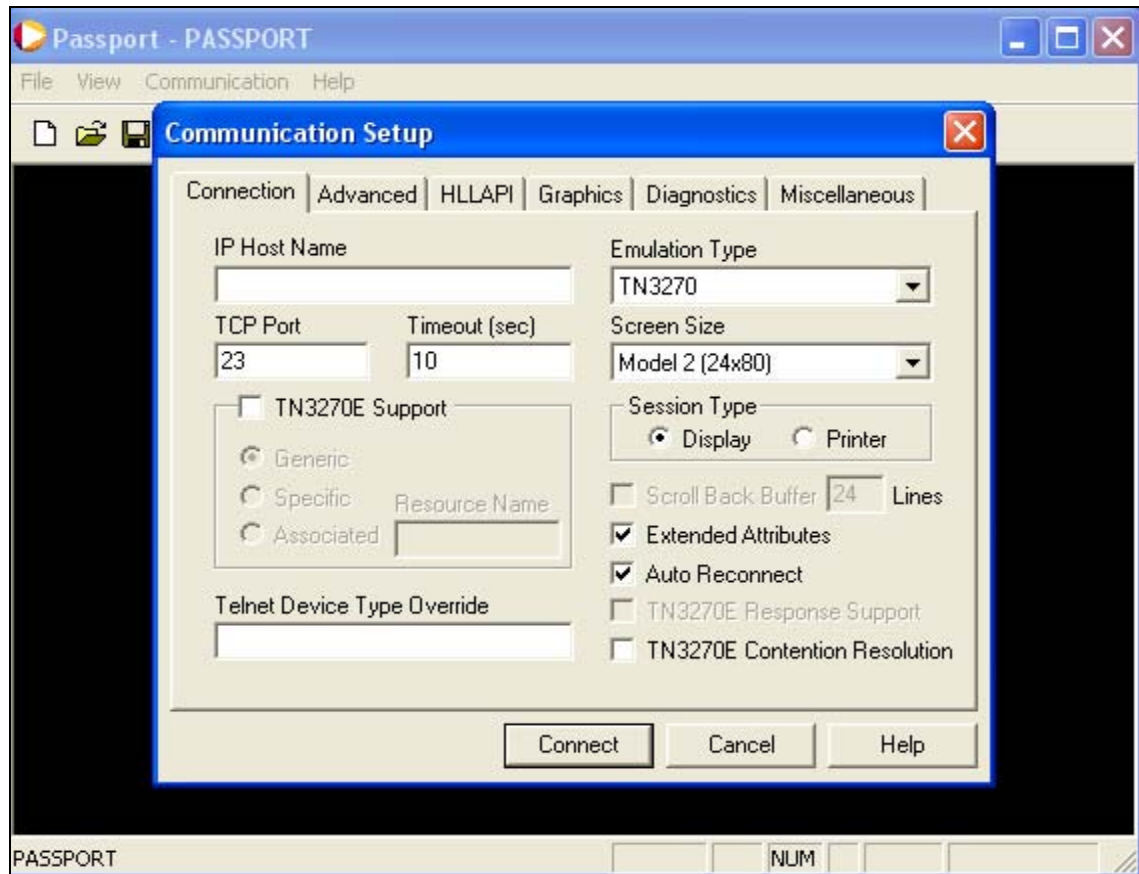 Passport - PASSPORT
File View Communication Help
Communication Setup
Connection Advanced HLLAPI Graphics Diagnostics Miscellaneous
IP Host Name
Emulation Type
TN3270
TCP Port Timeout (sec)
Screen Size
23 10
Model 2 (24x80)
TN3270E Support
Session Type
Display Printer
Generic
Specific Resource Name
Scroll Back Buffer 24 Lines
Associated
Extended Attributes
Auto Reconnect
Telnet Device Type Override
TN3270E Response Support
TN3270E Contention Resolution
Connect Cancel Help
PASSPORT NUM